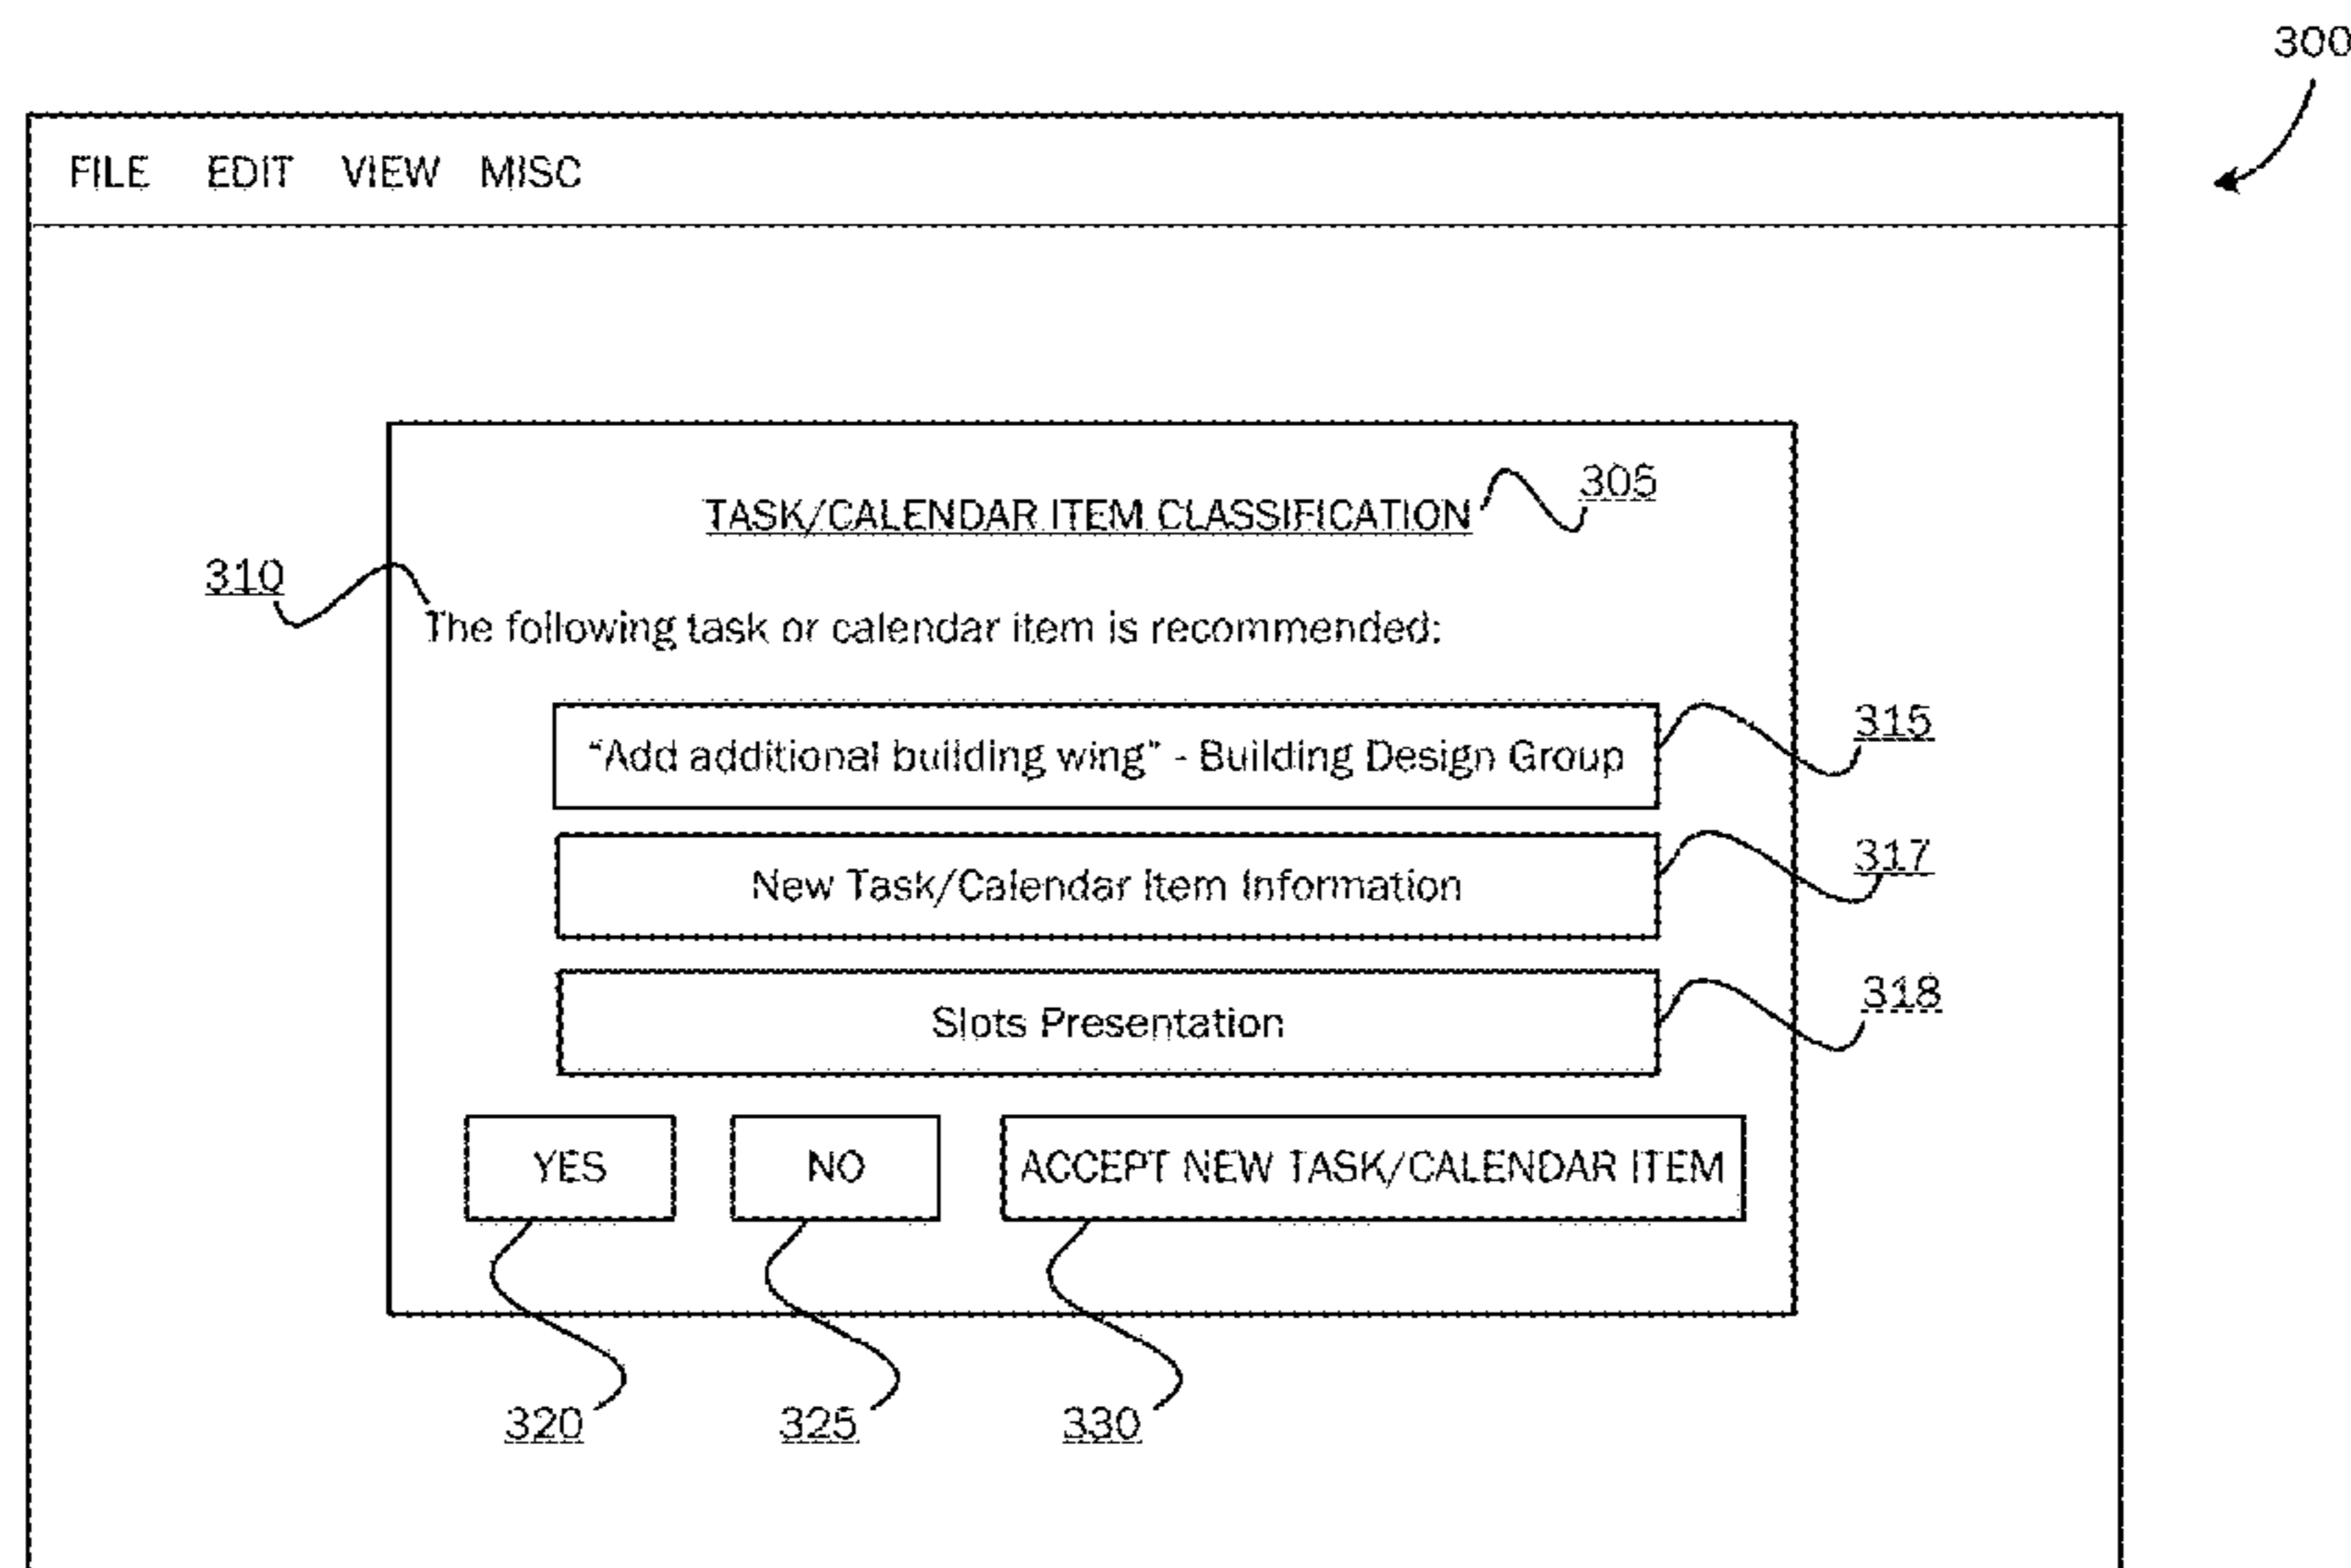 300
FILE EDIT VIEW MISC
TASK/CALENDAR ITEM CLASSIFICATION 305
310
The following task or calendar item is recommended:
"Add additional building wing" - Building Design Group 315
New Task/Calendar Item Information 317
Slots Presentation 318
YES NO ACCEPT NEW TASK/CALENDAR ITEM
320 325 330